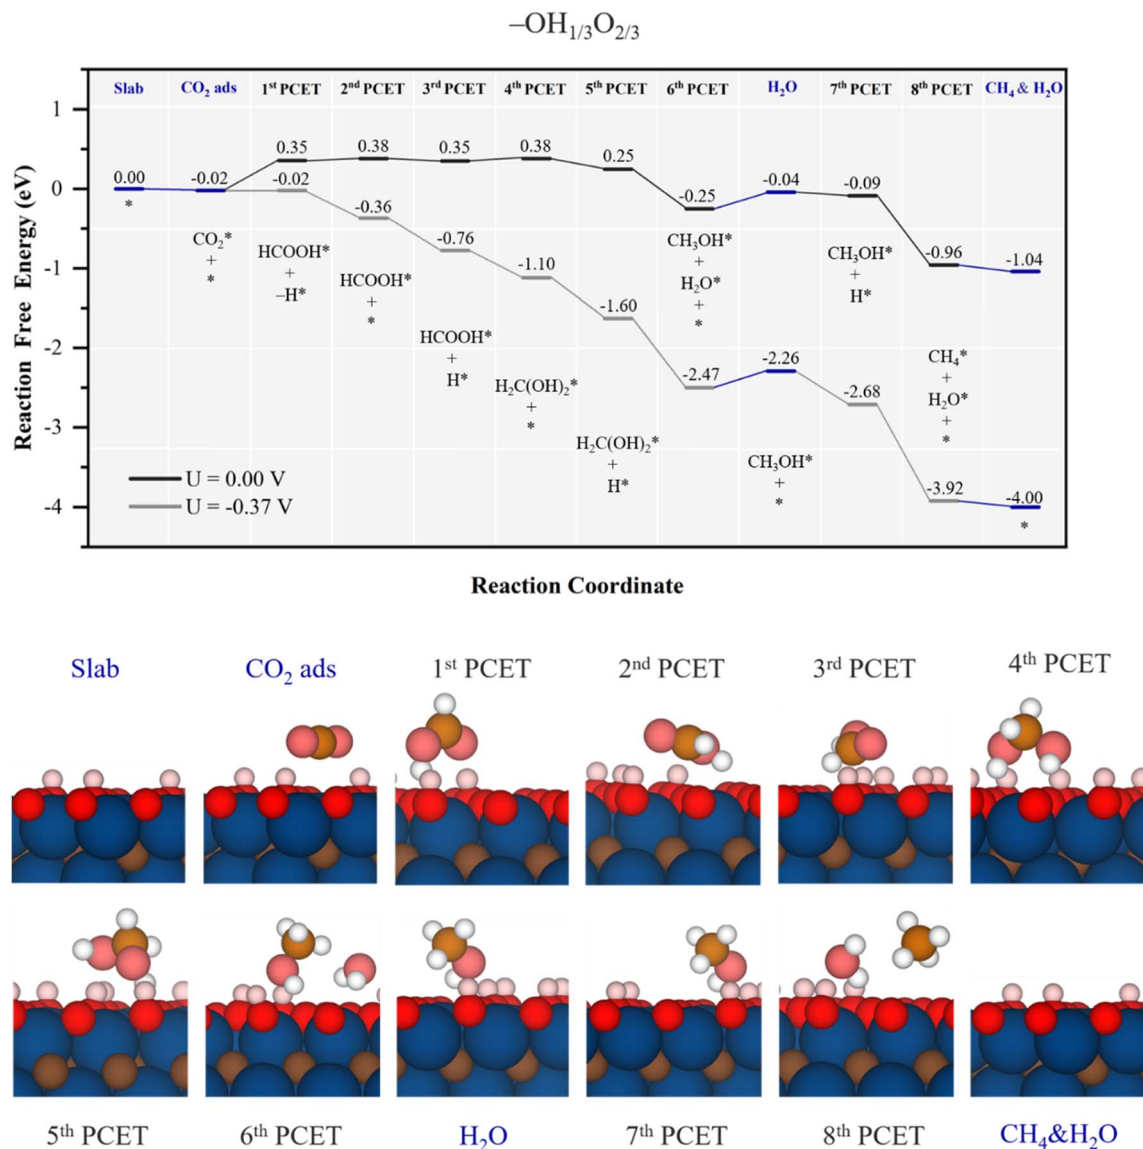 –OH1/3O2/3
Slab CO2 ads 1st PCET 2nd PCET 3rd PCET 4th PCET 5th PCET 6th PCET H2O 7th PCET 8th PCET CH4 & H2O
Reaction Free Energy (eV)
1
0
-1
-2
-3
-4
0.00 -0.02 0.35 0.38 0.35 0.38 0.25 -0.25 -0.04 -0.09 -0.96 -1.04
-0.02 -0.36 -0.76 -1.10 -1.60 -2.47 -2.26 -2.68 -3.92 -4.00
*
CO2*
+
*
HCOOH*
+
–H*
HCOOH*
+
*
HCOOH*
+
H*
H2C(OH)2*
+
*
H2C(OH)2*
+
H*
CH3OH*
+
H2O*
+
*
CH3OH*
+
*
CH3OH*
+
H*
CH4*
+
H2O*
+
*
*
U = 0.00 V
U = -0.37 V
Reaction Coordinate
Slab CO2 ads 1st PCET 2nd PCET 3rd PCET 4th PCET
5th PCET 6th PCET H2O 7th PCET 8th PCET CH4&H2O